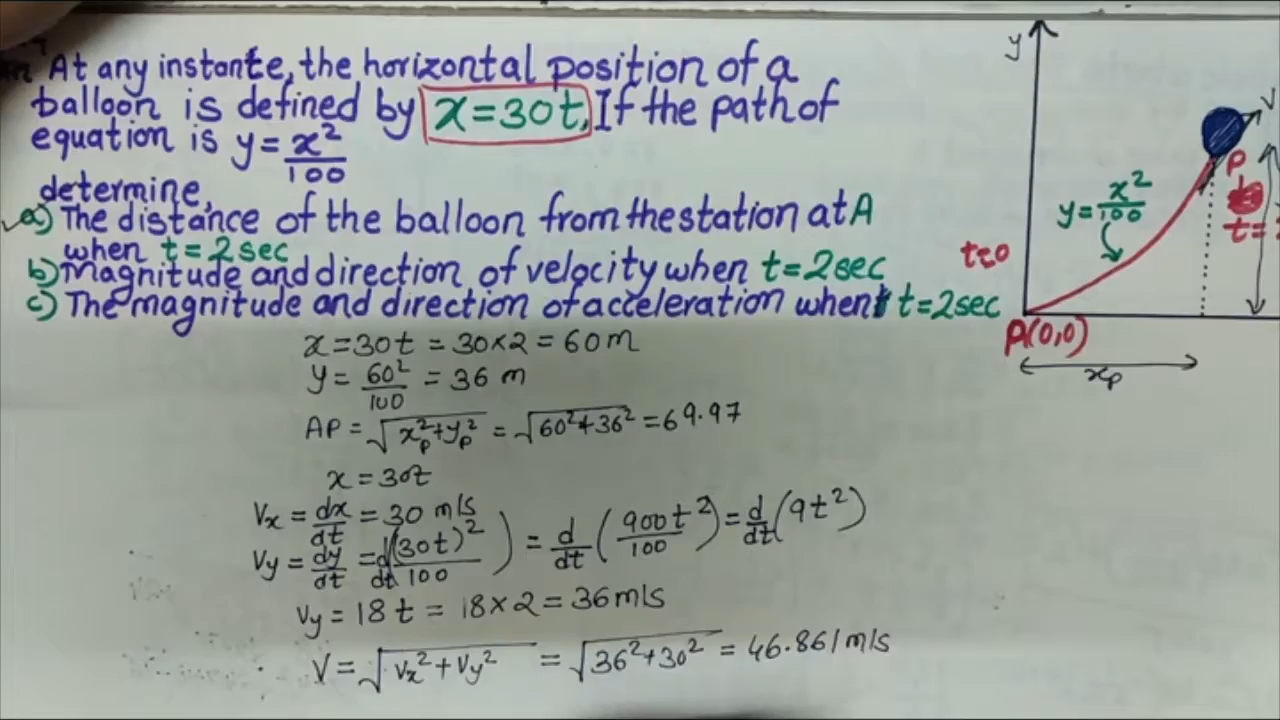 At any instante, the horizontal position of a
balloon is defined by x=30t. If the path of
equation is y = x²/100
determine,
a) The distance of the balloon from the station at A
when t=2sec
b) Magnitude and direction of velocity when t=2sec
c) The magnitude and direction of acceleration when t=2sec
x=30t = 30×2 = 60m
y = 60²/100 = 36 m
AP = √(xp²+yp²) = √(60²+36²) = 69.97
x = 30t
Vx = dx/dt = 30 m/s
Vy = dy/dt = d/dt((30t)²/100) = d/dt(900t²/100) = d/dt(9t²)
Vy = 18t = 18×2 = 36m/s
V = √(Vx²+Vy²) = √(36²+30²) = 46.861m/s
y
V
P
y = x²/100
t=
t=0
A(0,0)
xp